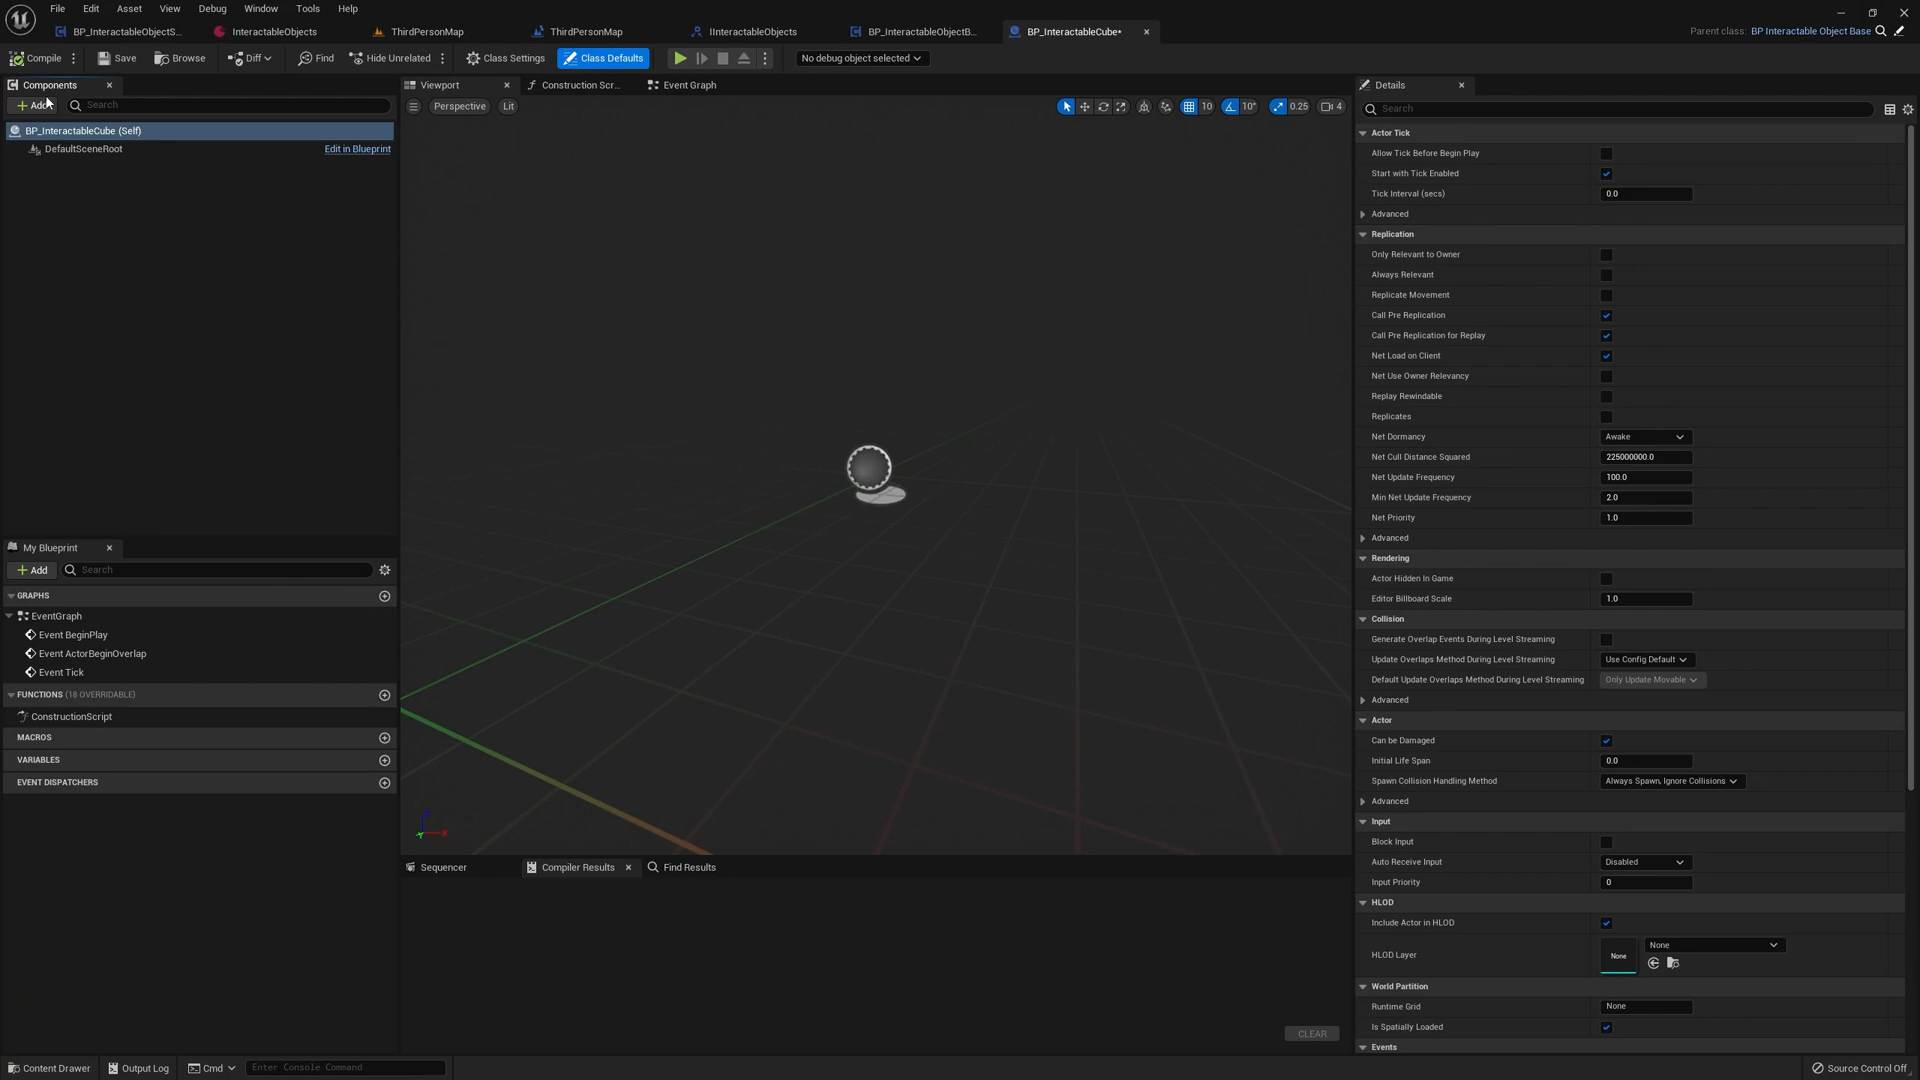 File Edit Asset View Debug Window Tools Help
BP_InteractableObjectS... InteractableObjects ThirdPersonMap ThirdPersonMap IInteractableObjects BP_InteractableObjectB... BP_InteractableCube*
Parent class: BP Interactable Object Base
Compile Save Browse Diff Find Hide Unrelated Class Settings Class Defaults No debug object selected
Components
Add Search
BP_InteractableCube (Self)
DefaultSceneRoot Edit in Blueprint
My Blueprint
Add Search
GRAPHS
EventGraph
Event BeginPlay
Event ActorBeginOverlap
Event Tick
FUNCTIONS (18 OVERRIDABLE)
ConstructionScript
MACROS
VARIABLES
EVENT DISPATCHERS
Viewport Construction Scr... Event Graph
Perspective Lit 10 10° 0.25 4
Sequencer Compiler Results Find Results
CLEAR
Details
Search
Actor Tick
Allow Tick Before Begin Play
Start with Tick Enabled
Tick Interval (secs) 0.0
Advanced
Replication
Only Relevant to Owner
Always Relevant
Replicate Movement
Call Pre Replication
Call Pre Replication for Replay
Net Load on Client
Net Use Owner Relevancy
Replay Rewindable
Replicates
Net Dormancy Awake
Net Cull Distance Squared 225000000.0
Net Update Frequency 100.0
Min Net Update Frequency 2.0
Net Priority 1.0
Advanced
Rendering
Actor Hidden In Game
Editor Billboard Scale 1.0
Collision
Generate Overlap Events During Level Streaming
Update Overlaps Method During Level Streaming Use Config Default
Default Update Overlaps Method During Level Streaming Only Update Movable
Advanced
Actor
Can be Damaged
Initial Life Span 0.0
Spawn Collision Handling Method Always Spawn, Ignore Collisions
Advanced
Input
Block Input
Auto Receive Input Disabled
Input Priority 0
HLOD
Include Actor in HLOD
HLOD Layer None None
World Partition
Runtime Grid None
Is Spatially Loaded
Events
Content Drawer Output Log Cmd Enter Console Command Source Control Off